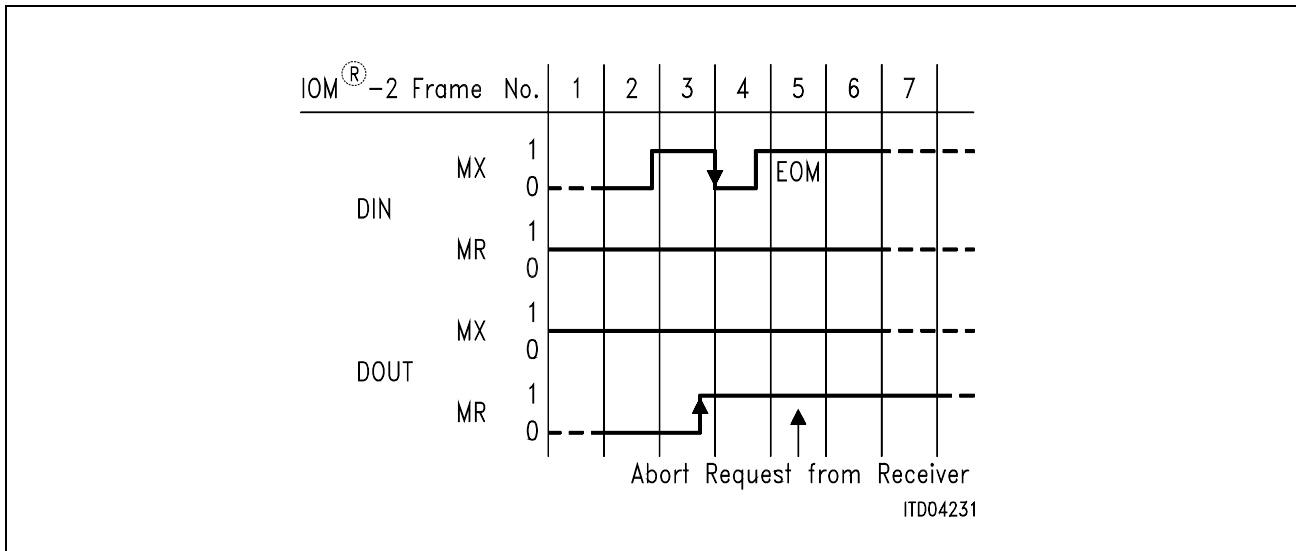 IOM®-2 Frame No. 1 2 3 4 5 6 7
1
MX
0
EOM
DIN
1
MR
0
1
MX
0
DOUT
1
MR
0
Abort Request from Receiver
ITD04231